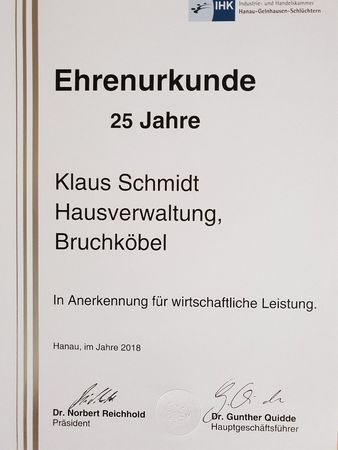 IHK Industrie- und Handelskammer
Hanau-Gelnhausen-Schlüchtern
Ehrenurkunde
25 Jahre
Klaus Schmidt
Hausverwaltung,
Bruchköbel
In Anerkennung für wirtschaftliche Leistung.
Hanau, im Jahre 2018
Dr. Norbert Reichhold Dr. Gunther Quidde
Präsident Hauptgeschäftsführer